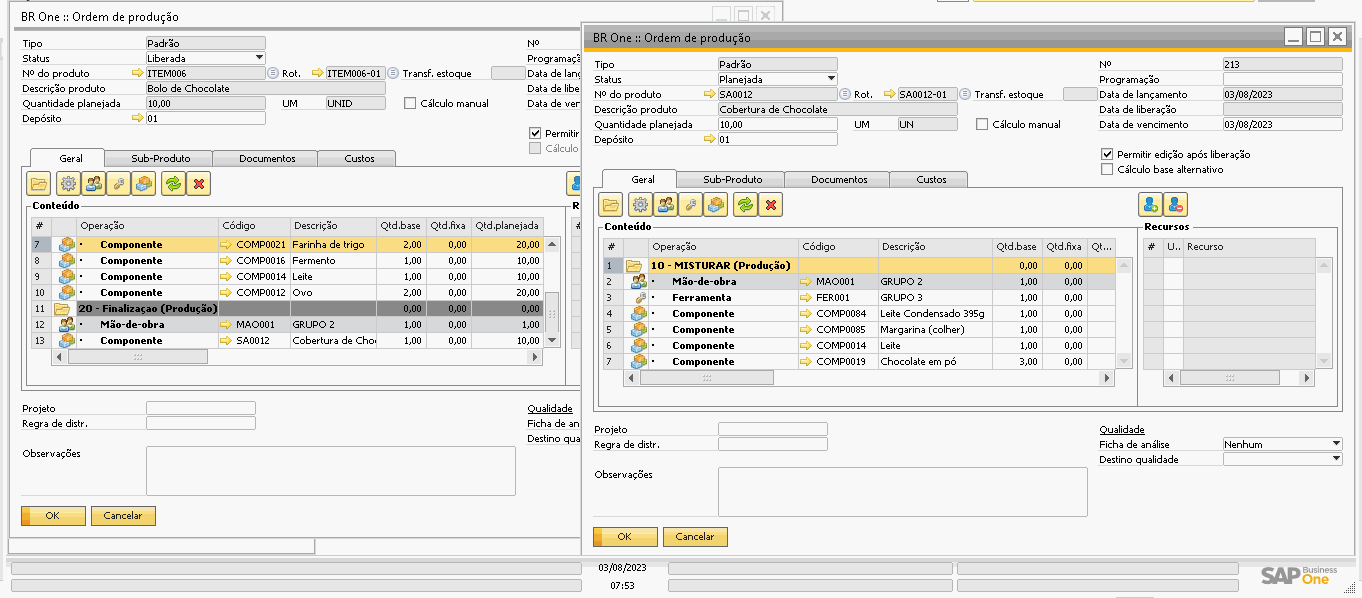 BR One :: Ordem de produção
Tipo Padrão Nº
Status Liberada Programaçã
Nº do produto ITEM006 Rot. ITEM006-01 Transf. estoque Data de lanç
Descrição produto Bolo de Chocolate Data de libe
Quantidade planejada 10,00 UM UNID Cálculo manual Data de ven
Depósito 01
Permitir
Cálculo
Geral Sub-Produto Documentos Custos
Conteúdo R
# Operação Código Descrição Qtd.base Qtd.fixa Qtd.planejada #
7 · Componente COMP0021 Farinha de trigo 2,00 0,00 20,00
8 · Componente COMP0016 Fermento 1,00 0,00 10,00
9 · Componente COMP0014 Leite 1,00 0,00 10,00
10 · Componente COMP0012 Ovo 2,00 0,00 20,00
11 20 - Finalizaçao (Produção) 0,00 0,00 0,00
12 · Mão-de-obra MAO001 GRUPO 2 1,00 0,00 1,00
13 · Componente SA0012 Cobertura de Choc 1,00 0,00 10,00
Projeto Qualidade
Regra de distr. Ficha de an
Destino qua
Observações
OK Cancelar
BR One :: Ordem de produção
Tipo Padrão Nº 213
Status Planejada Programação
Nº do produto SA0012 Rot. SA0012-01 Transf. estoque Data de lançamento 03/08/2023
Descrição produto Cobertura de Chocolate Data de liberação
Quantidade planejada 10,00 UM UN Cálculo manual Data de vencimento 03/08/2023
Depósito 01
Permitir edição após liberação
Cálculo base alternativo
Geral Sub-Produto Documentos Custos
Conteúdo Recursos
# Operação Código Descrição Qtd.base Qtd.fixa Qt... # U.. Recurso
1 10 - MISTURAR (Produção) 0,00 0,00
2 · Mão-de-obra MAO001 GRUPO 2 1,00 0,00
3 · Ferramenta FER001 GRUPO 3 1,00 0,00
4 · Componente COMP0084 Leite Condensado 395g 1,00 0,00
5 · Componente COMP0085 Margarina (colher) 1,00 0,00
6 · Componente COMP0014 Leite 1,00 0,00
7 · Componente COMP0019 Chocolate em pó 3,00 0,00
Projeto Qualidade
Regra de distr. Ficha de análise Nenhum
Destino qualidade
Observações
OK Cancelar
03/08/2023
07:53
SAP Business One